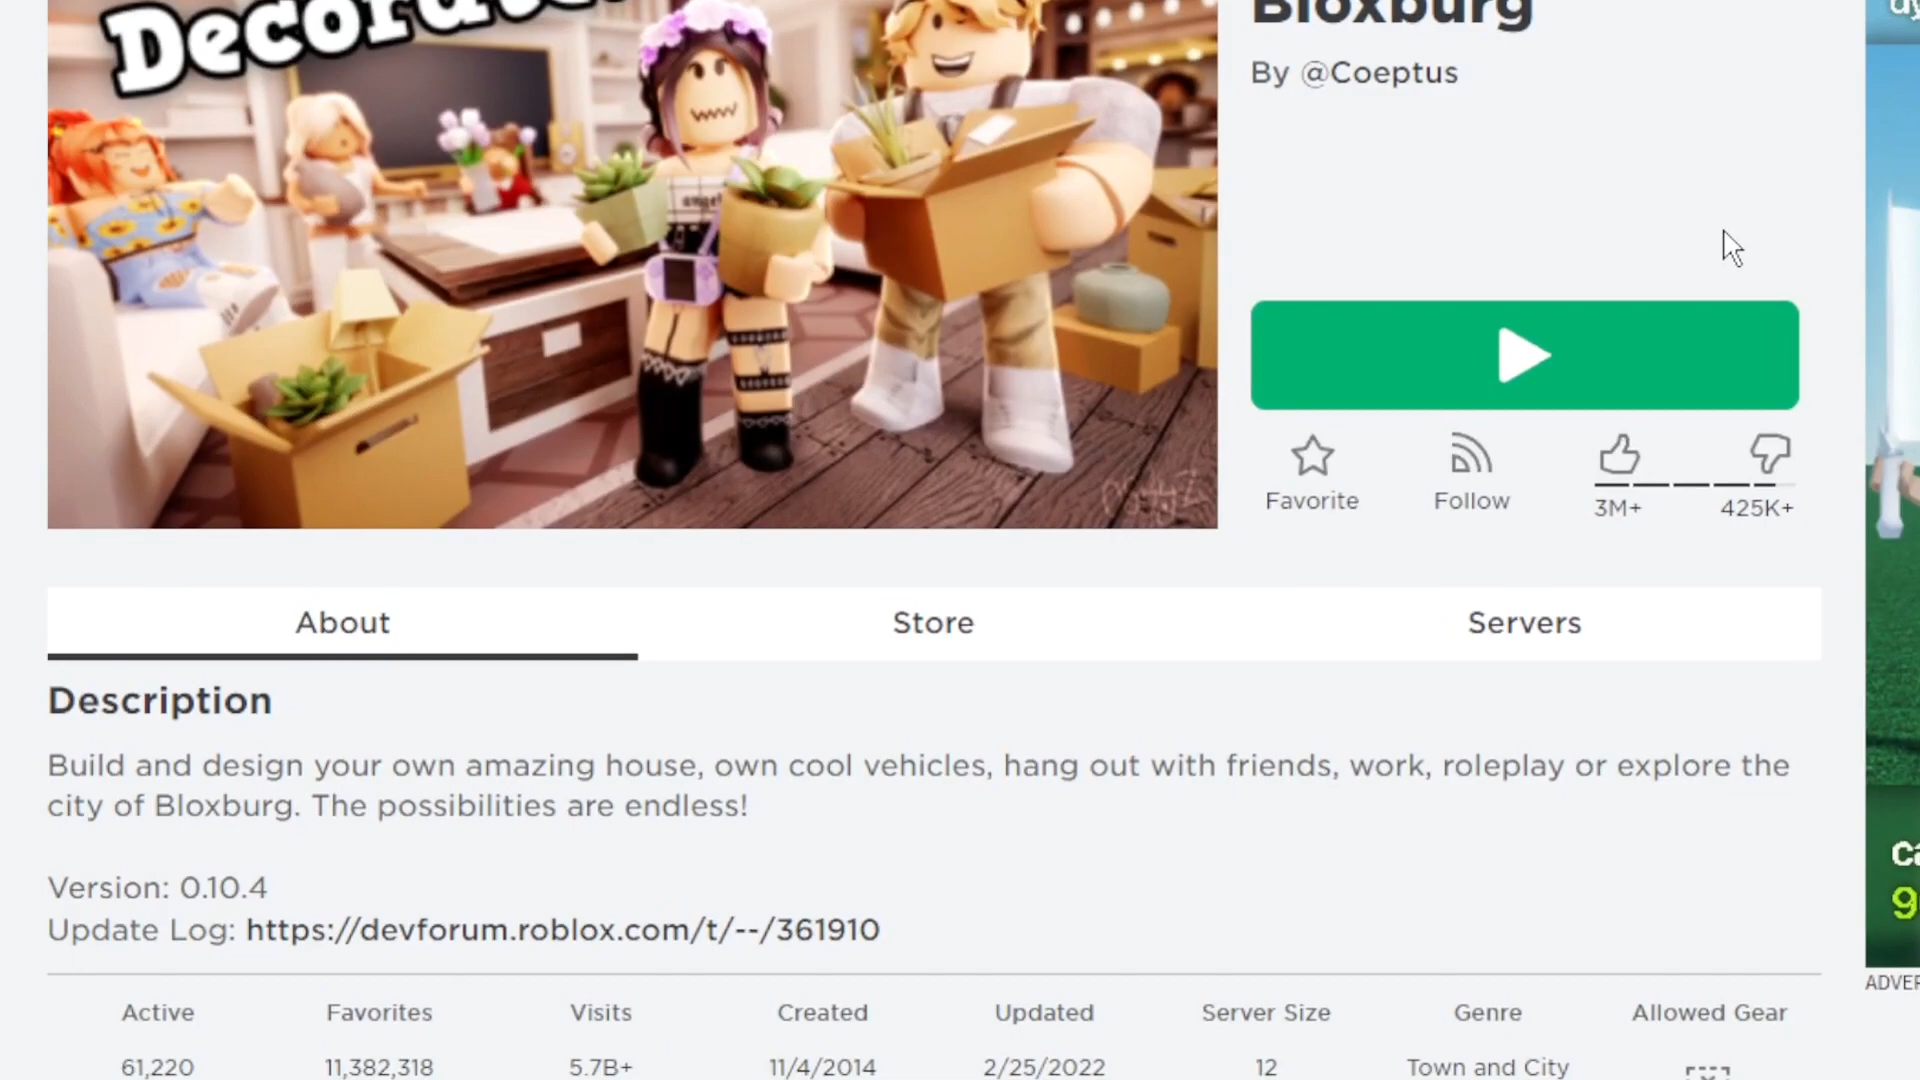 Decorate
Bloxburg
By @Coeptus
angel
Favorite
Follow
3M+
425K+
About
Store
Servers
Description
Build and design your own amazing house, own cool vehicles, hang out with friends, work, roleplay or explore the
city of Bloxburg. The possibilities are endless!
Version: 0.10.4
Update Log: https://devforum.roblox.com/t/--/361910
Active Favorites Visits Created Updated Server Size Genre Allowed Gear
61,220 11,382,318 5.7B+ 11/4/2014 2/25/2022 12 Town and City